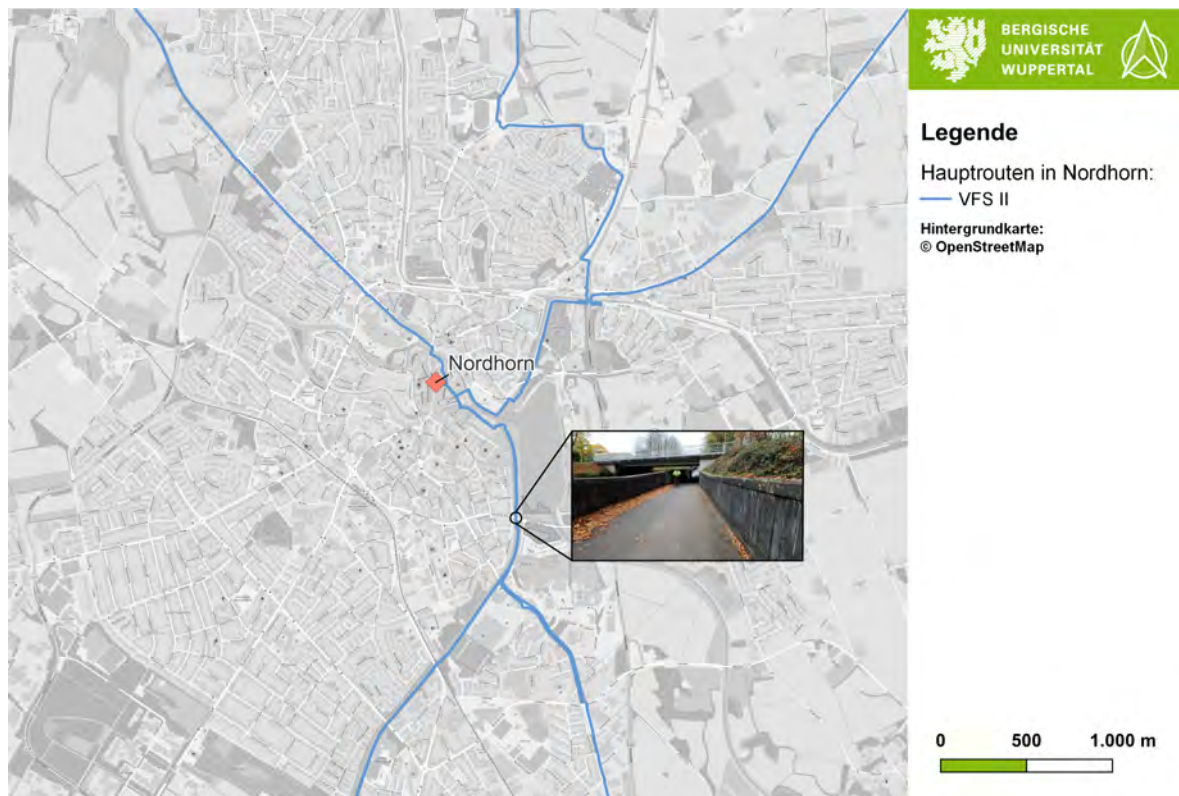 BERGISCHE
UNIVERSITÄT
WUPPERTAL
Legende
Hauptrouten in Nordhorn:
VFS II
Hintergrundkarte:
© OpenStreetMap
Nordhorn
0 500 1.000 m